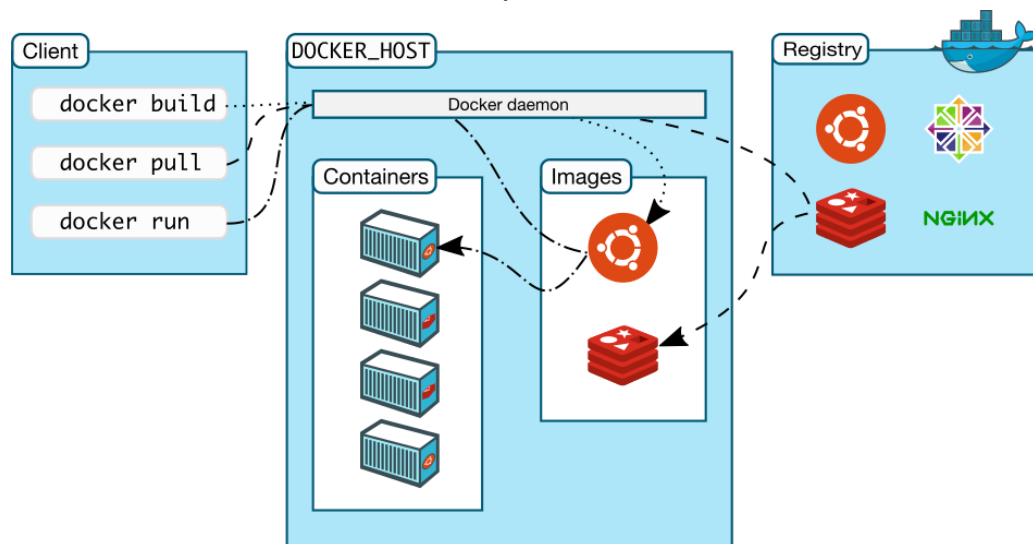 Client
docker build
docker pull
docker run
DOCKER_HOST
Docker daemon
Containers
Images
Registry
NGiNX